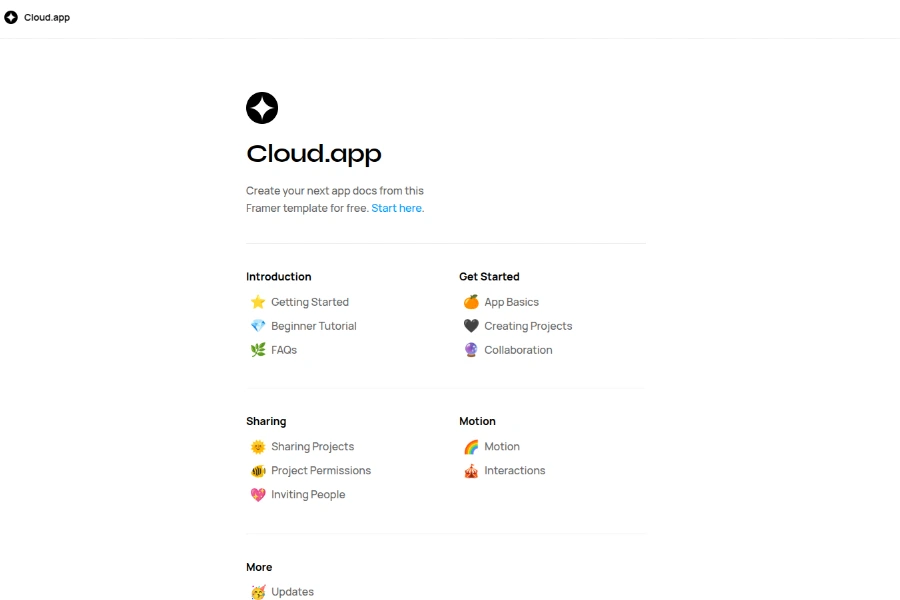 Cloud.app
Cloud.app
Create your next app docs from this
Framer template for free. Start here.
Introduction
Getting Started
Beginner Tutorial
FAQs
Get Started
App Basics
Creating Projects
Collaboration
Sharing
Sharing Projects
Project Permissions
Inviting People
Motion
Motion
Interactions
More
Updates